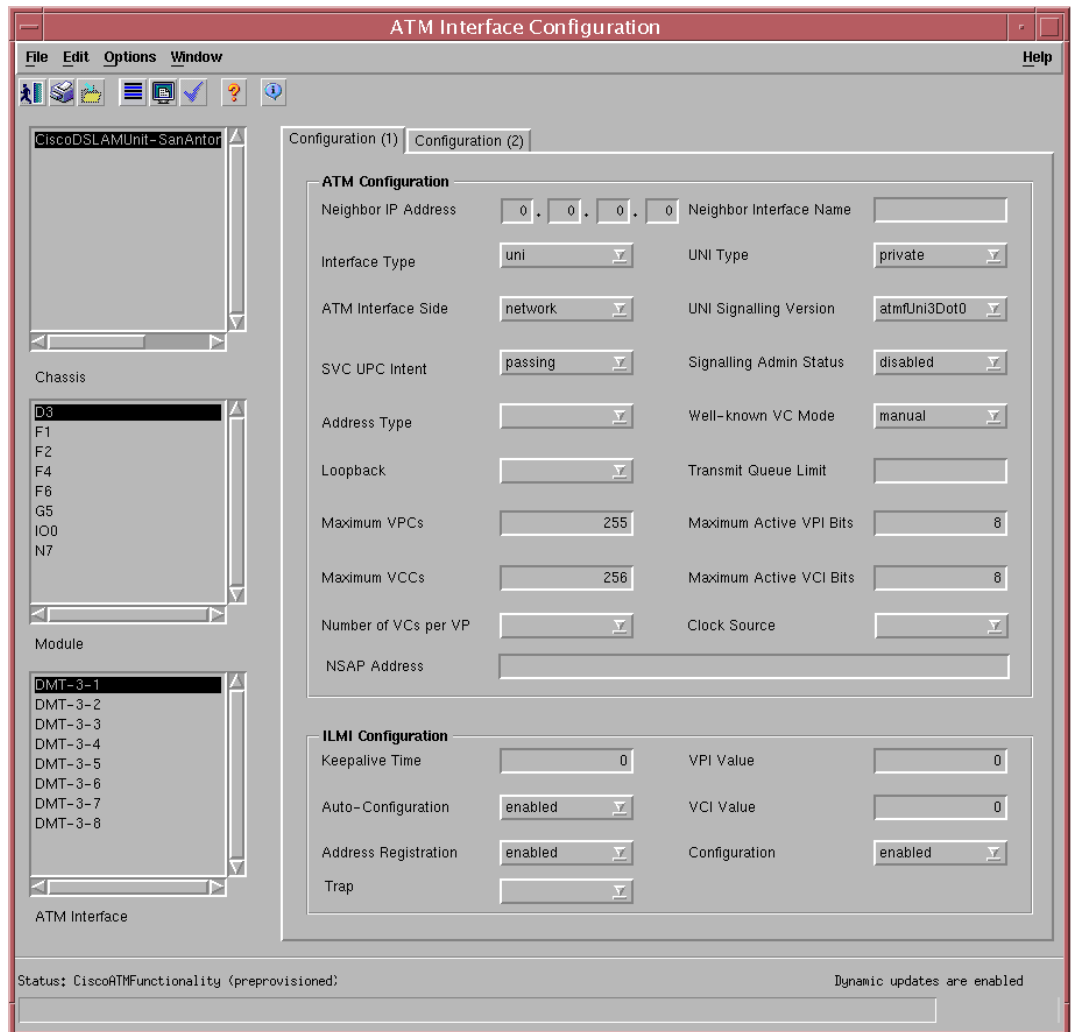 ATM Interface Configuration
File Edit Options Window Help
CiscoDSLAMUnit-SanAntor
Chassis
D3
F1
F2
F4
F6
G5
IO0
N7
Module
DMT-3-1
DMT-3-2
DMT-3-3
DMT-3-4
DMT-3-5
DMT-3-6
DMT-3-7
DMT-3-8
ATM Interface
Configuration (1) Configuration (2)
ATM Configuration
Neighbor IP Address 0 . 0 . 0 . 0 Neighbor Interface Name
Interface Type uni UNI Type private
ATM Interface Side network UNI Signalling Version atmfUni3Dot0
SVC UPC Intent passing Signalling Admin Status disabled
Address Type Well-known VC Mode manual
Loopback Transmit Queue Limit
Maximum VPCs 255 Maximum Active VPI Bits 8
Maximum VCCs 256 Maximum Active VCI Bits 8
Number of VCs per VP Clock Source
NSAP Address
ILMI Configuration
Keepalive Time 0 VPI Value 0
Auto-Configuration enabled VCI Value 0
Address Registration enabled Configuration enabled
Trap
Status: CiscoATMFunctionality (preprovisioned) Dynamic updates are enabled